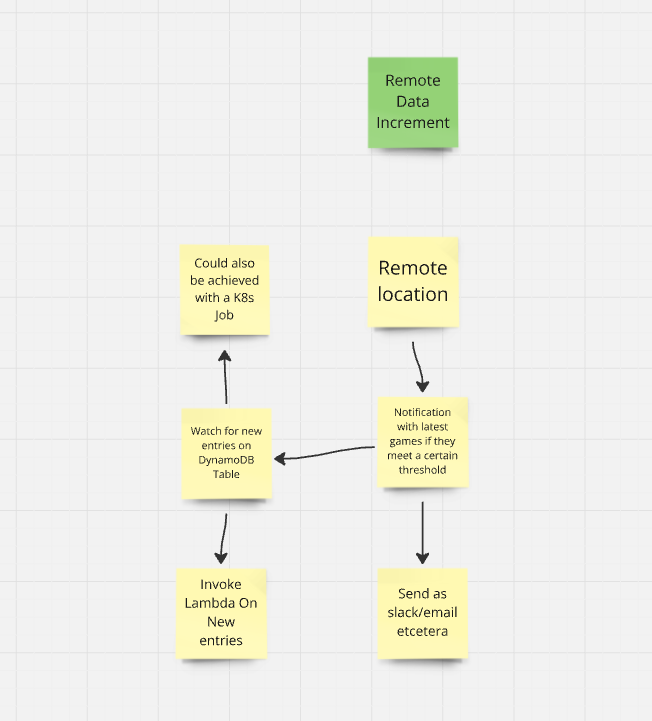 Remote
Data
Increment
Could also
be achieved
with a K8s
Job
Remote
location
Watch for new
entries on
DynamoDB
Table
Notification
with latest
games if they
meet a certain
threshold
Invoke
Lambda On
New
entries
Send as
slack/email
etcetera